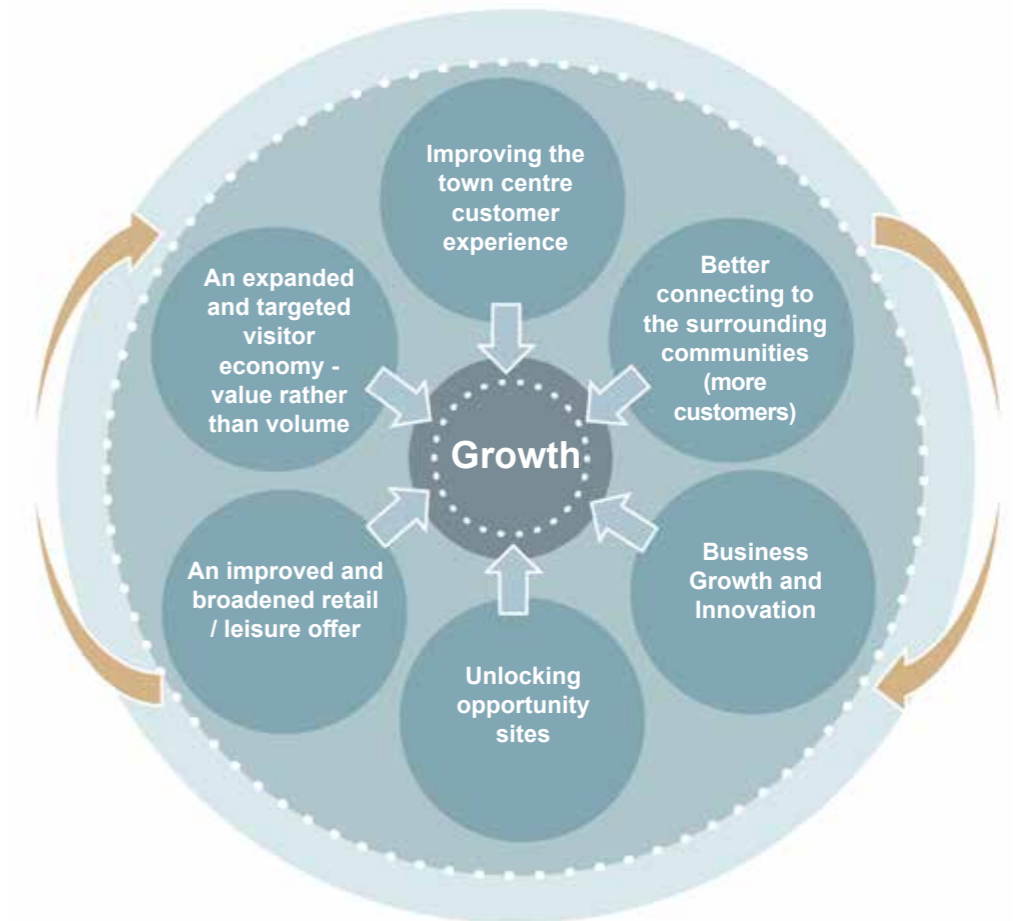 Improving the
town centre
customer
experience
Better
connecting to
the surrounding
communities
(more
customers)
An expanded
and targeted
visitor
economy -
value rather
than volume
Growth
Business
Growth and
Innovation
An improved and
broadened retail
/ leisure offer
Unlocking
opportunity
sites